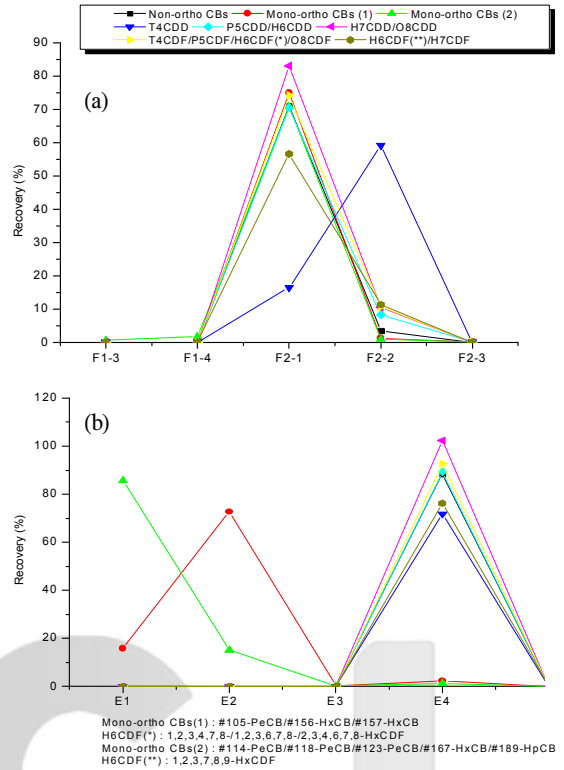 Non-ortho CBs Mono-ortho CBs (1) Mono-ortho CBs (2)
T4CDD P5CDD/H6CDD H7CDD/O8CDD
T4CDF/P5CDF/H6CDF(*)/O8CDF H6CDF(**)/H7CDF
90
80
70
60
50
40
30
20
10
0
Recovery (%)
(a)
F1-3 F1-4 F2-1 F2-2 F2-3
120
100
80
60
40
20
0
Recovery (%)
(b)
E1 E2 E3 E4
Mono-ortho CBs(1) : #105-PeCB/#156-HxCB/#157-HxCB
H6CDF(*) : 1,2,3,4,7,8-/1,2,3,6,7,8-/2,3,4,6,7,8-HxCDF
Mono-ortho CBs(2) : #114-PeCB/#118-PeCB/#123-PeCB/#167-HxCB/#189-HpCB
H6CDF(**) : 1,2,3,7,8,9-HxCDF